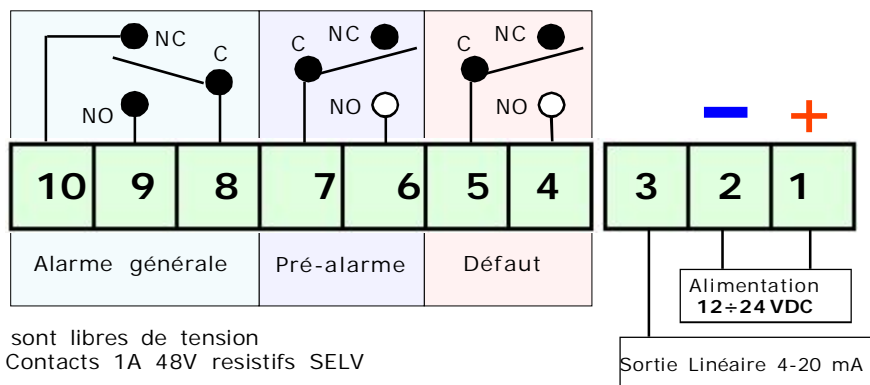 NC
C
NO
C
NC
NO
C
NC
NO
− +
10 9 8 7 6 5 4 3 2 1
Alarme générale
Pré-alarme
Défaut
Alimentation
12÷24 VDC
sont libres de tension
Contacts 1A 48V resistifs SELV
Sortie Linéaire 4-20 mA